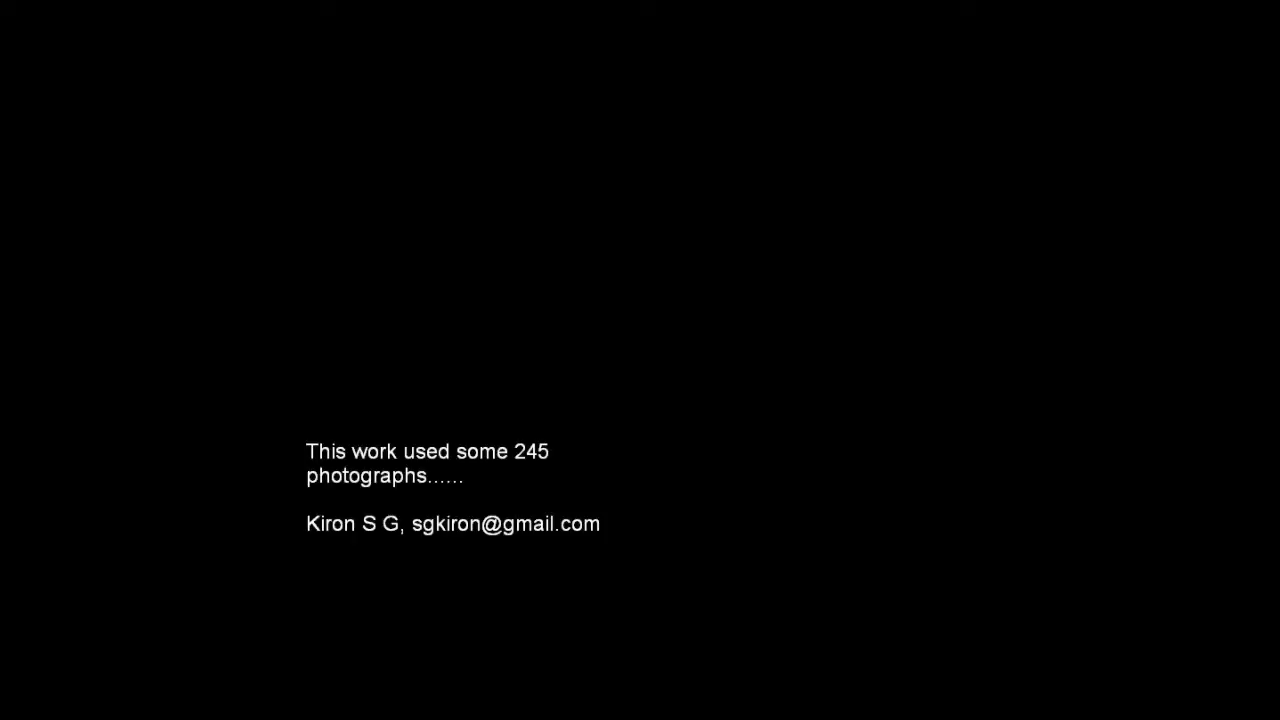 This work used some 245
photographs......
Kiron S G, sgkiron@gmail.com